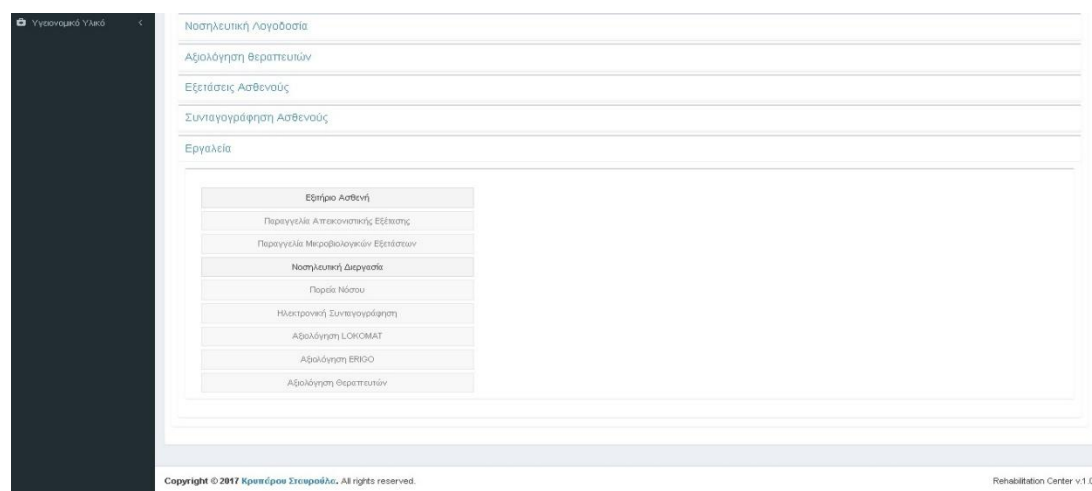 Υγειονομικό Υλικό
Νοσηλευτική Λογοδοσία
Αξιολόγηση θεραπευτών
Εξετάσεις Ασθενούς
Συνταγογράφηση Ασθενούς
Εργαλεία
Εξιτήριο Ασθενή
Παραγγελία Απεικονιστικής Εξέτασης
Παραγγελία Μικροβιολογικών Εξετάσεων
Νοσηλευτική Διεργασία
Πορεία Νόσου
Ηλεκτρονική Συνταγογράφηση
Αξιολόγηση LOKOMAT
Αξιολόγηση ERIGO
Αξιολόγηση Θεραπευτών
Copyright © 2017 Κρυπάρου Σταυρούλα. All rights reserved.
Rehabilitation Center v.1.